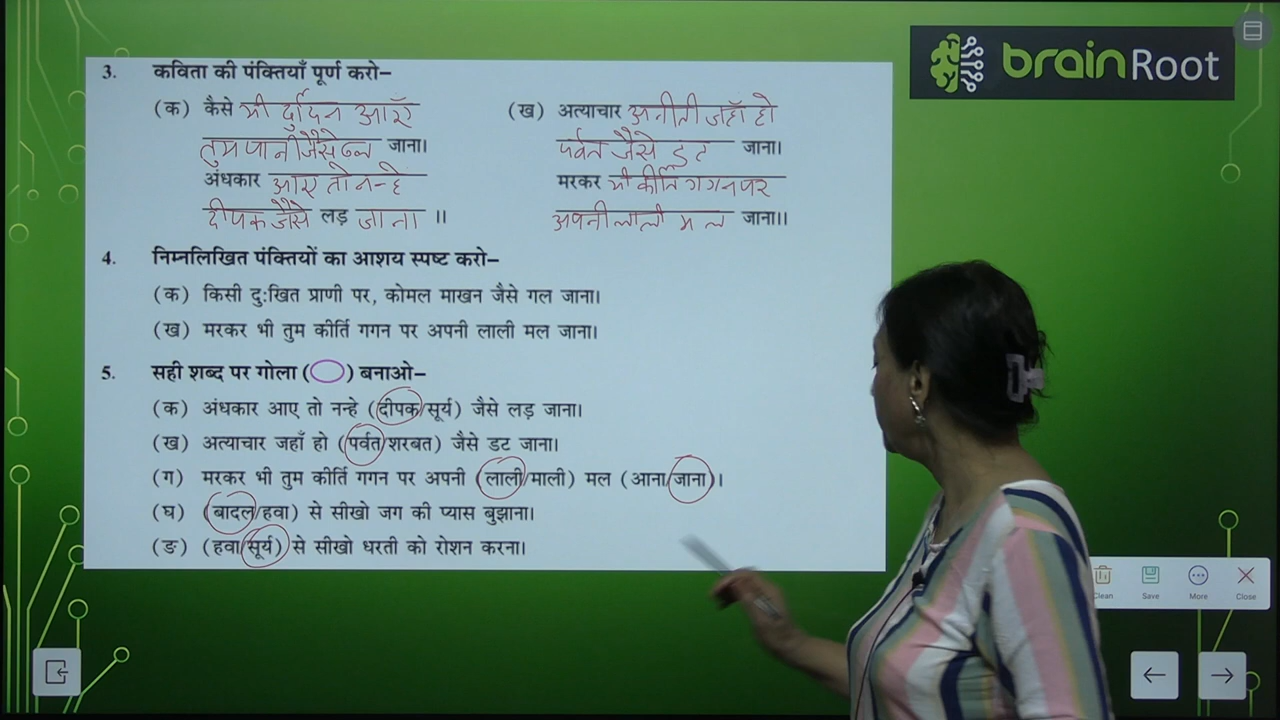 brainRoot
3. कविता की पंक्तियाँ पूर्ण करो–
(क) कैसे भी दुर्दिन आएँ
तुम पानी जैसे ढल जाना।
अंधकार आए तो नन्हे
दीपक जैसे लड़ जाना ।।
(ख) अत्याचार अनीती जहाँ हो
पर्वत जैसे डट जाना।
मरकर भी कीर्ति गगन पर
अपनी लाली मल जाना।।
4. निम्नलिखित पंक्तियों का आशय स्पष्ट करो–
(क) किसी दुःखित प्राणी पर, कोमल माखन जैसे गल जाना।
(ख) मरकर भी तुम कीर्ति गगन पर अपनी लाली मल जाना।
5. सही शब्द पर गोला ( ) बनाओ–
(क) अंधकार आए तो नन्हे (दीपक/सूर्य) जैसे लड़ जाना।
(ख) अत्याचार जहाँ हो (पर्वत/शरबत) जैसे डट जाना।
(ग) मरकर भी तुम कीर्ति गगन पर अपनी (लाली/माली) मल (आना/जाना)।
(घ) (बादल/हवा) से सीखो जग की प्यास बुझाना।
(ङ) (हवा/सूर्य) से सीखो धरती को रोशन करना।
Clean Save More Close